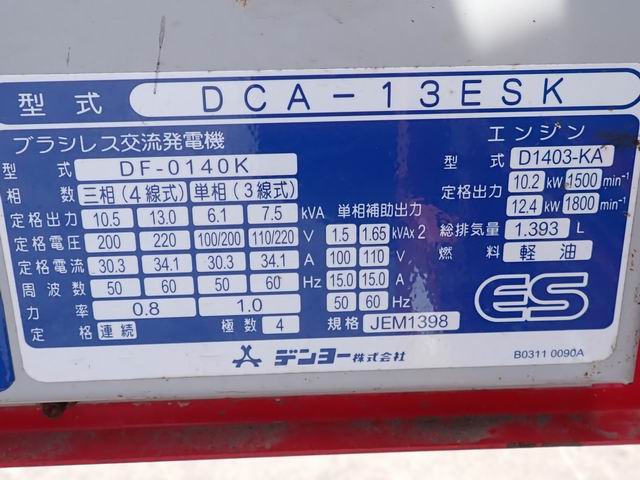 型式 DCA-13ESK
ブラシレス交流発電機
型式 DF-0140K
相数 三相(4線式) 単相(3線式)
定格出力 10.5 13.0 6.1 7.5 kVA
定格電圧 200 220 100/200 110/220 V
定格電流 30.3 34.1 30.3 34.1 A
周波数 50 60 50 60 Hz
力率 0.8 1.0
定格 連続 極数 4
単相補助出力
1.5 1.65 kVAx2
100 110 V
15.0 15.0 A
50 60 Hz
規格 JEM1398
エンジン
型式 D1403-KA
定格出力 10.2 kW 1500 min⁻¹
12.4 kW 1800 min⁻¹
総排気量 1.393 L
燃料 軽油
ES
デンヨー株式会社
B0311 0090A